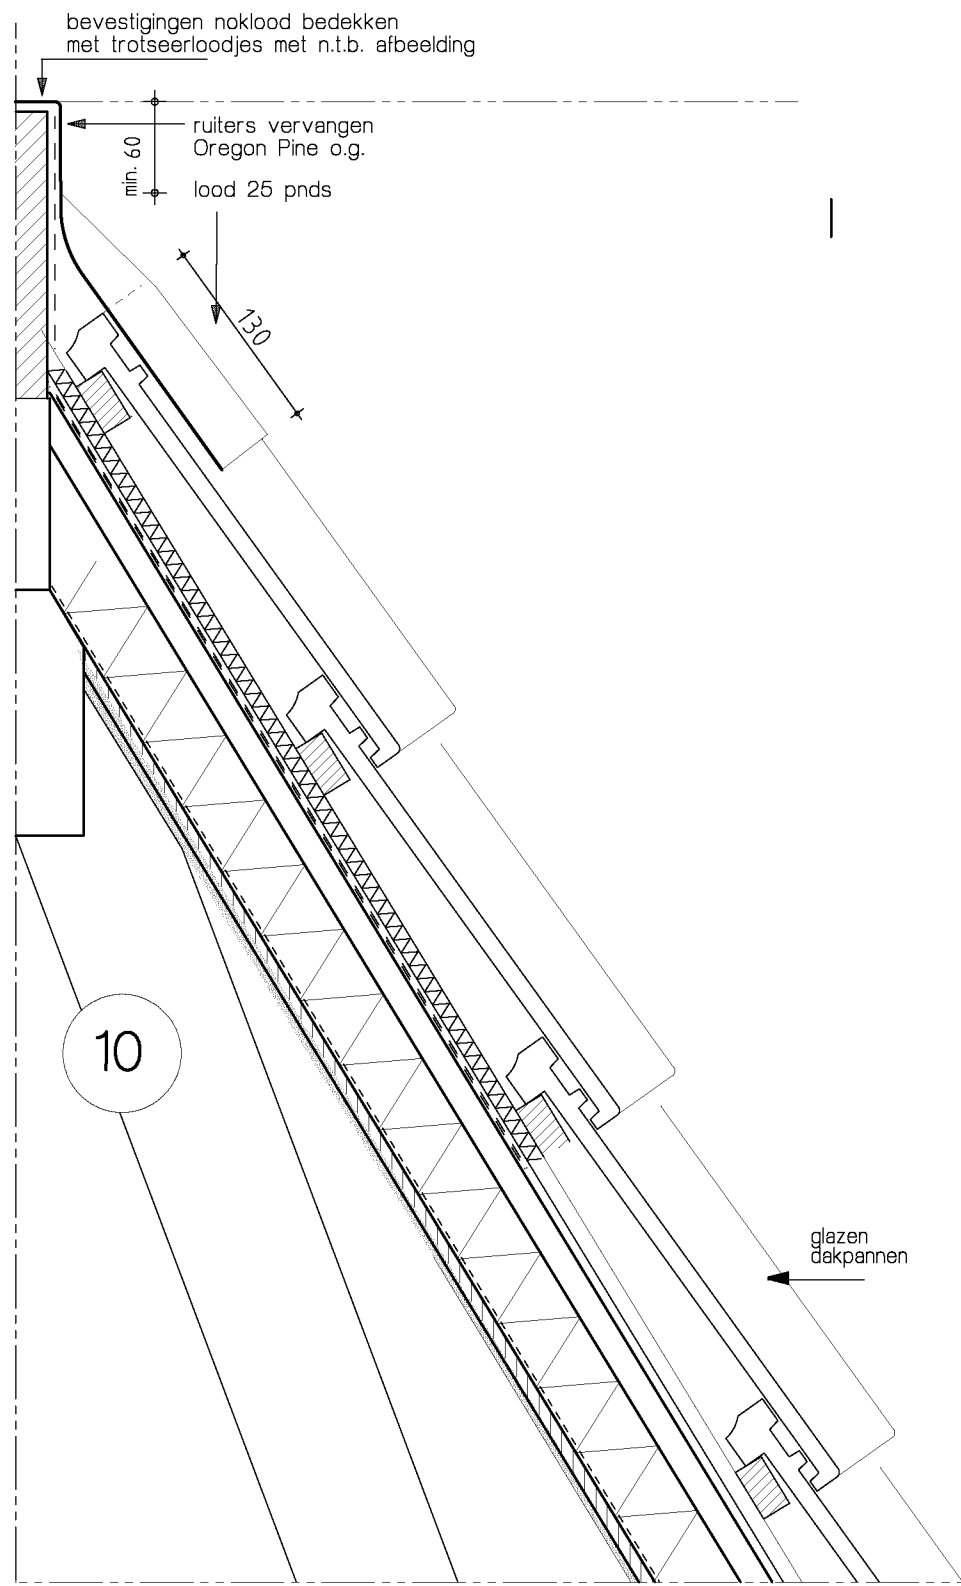 bevestigingen noklood bedekken
met trotseerloodjes met n.t.b. afbeelding
ruiters vervangen
Oregon Pine o.g.
min. 60
lood 25 pnds
130
10
glazen
dakpannen